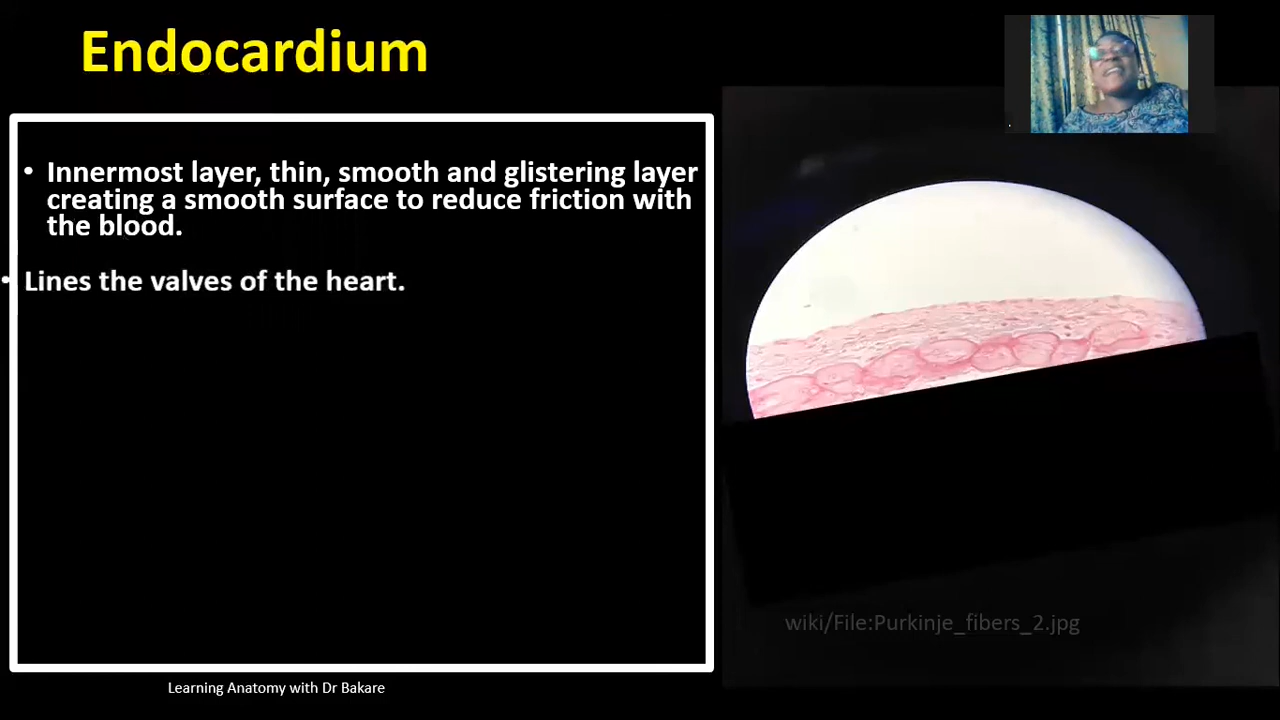 Endocardium
• Innermost layer, thin, smooth and glistering layer
creating a smooth surface to reduce friction with
the blood.
• Lines the valves of the heart.
wiki/File:Purkinje_fibers_2.jpg
Learning Anatomy with Dr Bakare